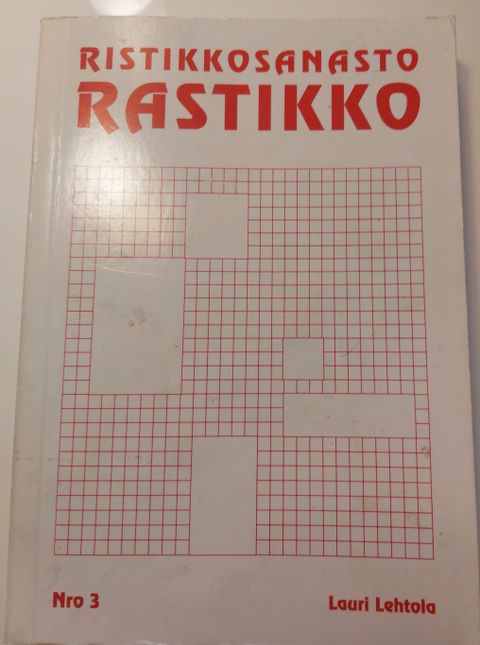 RISTIKKOSANASTO
RASTIKKO
Nro 3
Lauri Lehtola